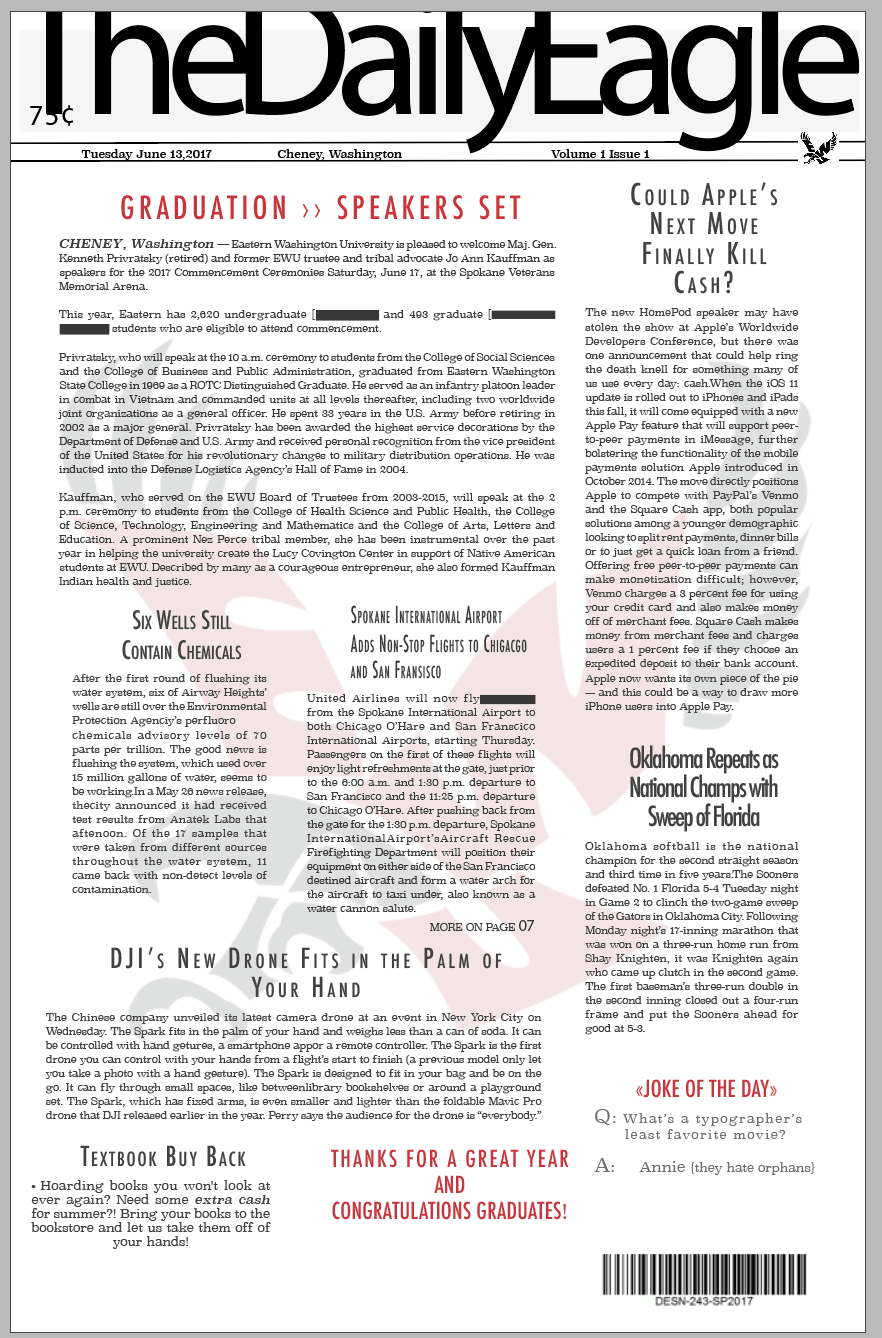 TheDailyEagle
75¢
Tuesday June 13,2017 Cheney, Washington Volume 1 Issue 1
GRADUATION ›› SPEAKERS SET
CHENEY, Washington — Eastern Washington University is pleased to welcome Maj. Gen.
Kenneth Privratsky (retired) and former EWU trustee and tribal advocate Jo Ann Kauffman as
speakers for the 2017 Commencement Ceremonies Saturday, June 17, at the Spokane Veterans
Memorial Arena.
This year, Eastern has 2,620 undergraduate [ and 493 graduate [
students who are eligible to attend commencement.
Privratsky, who will speak at the 10 a.m. ceremony to students from the College of Social Sciences
and the College of Business and Public Administration, graduated from Eastern Washington
State College in 1969 as a ROTC Distinguished Graduate. He served as an infantry platoon leader
in combat in Vietnam and commanded units at all levels thereafter, including two worldwide
joint organizations as a general officer. He spent 33 years in the U.S. Army before retiring in
2002 as a major general. Privratsky has been awarded the highest service decorations by the
Department of Defense and U.S. Army and received personal recognition from the vice president
of the United States for his revolutionary changes to military distribution operations. He was
inducted into the Defense Logistics Agency's Hall of Fame in 2004.
Kauffman, who served on the EWU Board of Trustees from 2003-2015, will speak at the 2
p.m. ceremony to students from the College of Health Science and Public Health, the College
of Science, Technology, Engineering and Mathematics and the College of Arts, Letters and
Education. A prominent Nez Perce tribal member, she has been instrumental over the past
year in helping the university create the Lucy Covington Center in support of Native American
students at EWU. Described by many as a courageous entrepreneur, she also formed Kauffman
Indian health and justice.
Six Wells Still
Contain Chemicals
After the first round of flushing its
water system, six of Airway Heights'
wells are still over the Environmental
Protection Agenciy's perfluoro
chemicals advisory levels of 70
parts per trillion. The good news is
flushing the system, which used over
15 million gallons of water, seems to
be working.In a May 26 news release,
thecity announced it had received
test results from Anatek Labs that
aftenoon. Of the 17 samples that
were taken from different sources
throughout the water system, 11
came back with non-detect levels of
contamination.
Spokane International Airport
Adds Non-Stop Flights to Chigacgo
and San Fransisco
United Airlines will now fly
from the Spokane International Airport to
both Chicago O'Hare and San Franscico
International Airports, starting Thursday.
Passengers on the first of these flights will
enjoy light refreshments at the gate, just prior
to the 6:00 a.m. and 1:30 p.m. departure to
San Francisco and the 11:25 p.m. departure
to Chicago O'Hare. After pushing back from
the gate for the 1:30 p.m. departure, Spokane
InternationalAirport'sAircraft Rescue
Firefighting Department will position their
equipment on either side of the San Francisco
destined aircraft and form a water arch for
the aircraft to taxi under, also known as a
water cannon salute.
MORE ON PAGE 07
DJI's New Drone Fits in the Palm of
Your Hand
The Chinese company unveiled its latest camera drone at an event in New York City on
Wednesday. The Spark fits in the palm of your hand and weighs less than a can of soda. It can
be controlled with hand getures, a smartphone appor a remote controller. The Spark is the first
drone you can control with your hands from a flight's start to finish (a previous model only let
you take a photo with a hand gesture). The Spark is designed to fit in your bag and be on the
go. It can fly through small spaces, like betweenlibrary bookshelves or around a playground
set. The Spark, which has fixed arms, is even smaller and lighter than the foldable Mavic Pro
drone that DJI released earlier in the year. Perry says the audience for the drone is "everybody."
Textbook Buy Back
• Hoarding books you won't look at
ever again? Need some extra cash
for summer?! Bring your books to the
bookstore and let us take them off of
your hands!
THANKS FOR A GREAT YEAR
AND
CONGRATULATIONS GRADUATES!
Could Apple's
Next Move
Finally Kill
Cash?
The new HomePod speaker may have
stolen the show at Apple's Worldwide
Developers Conference, but there was
one announcement that could help ring
the death knell for something many of
us use every day: cash.When the iOS 11
update is rolled out to iPhones and iPads
this fall, it will come equipped with a new
Apple Pay feature that will support peer-
to-peer payments in iMessage, further
bolstering the functionality of the mobile
payments solution Apple introduced in
October 2014. The move directly positions
Apple to compete with PayPal's Venmo
and the Square Cash app, both popular
solutions among a younger demographic
looking to split rent payments, dinner bills
or to just get a quick loan from a friend.
Offering free peer-to-peer payments can
make monetization difficult; however,
Venmo charges a 3 percent fee for using
your credit card and also makes money
off of merchant fees. Square Cash makes
money from merchant fees and charges
users a 1 percent fee if they choose an
expedited deposit to their bank account.
Apple now wants its own piece of the pie
— and this could be a way to draw more
iPhone users into Apple Pay.
Oklahoma Repeats as
National Champs with
Sweep of Florida
Oklahoma softball is the national
champion for the second straight season
and third time in five years.The Sooners
defeated No. 1 Florida 5-4 Tuesday night
in Game 2 to clinch the two-game sweep
of the Gators in Oklahoma City. Following
Monday night's 17-inning marathon that
was won on a three-run home run from
Shay Knighten, it was Knighten again
who came up clutch in the second game.
The first baseman's three-run double in
the second inning closed out a four-run
frame and put the Sooners ahead for
good at 5-3.
«JOKE OF THE DAY»
Q: What's a typographer's
least favorite movie?
A: Annie {they hate orphans}
DESN-243-SP2017